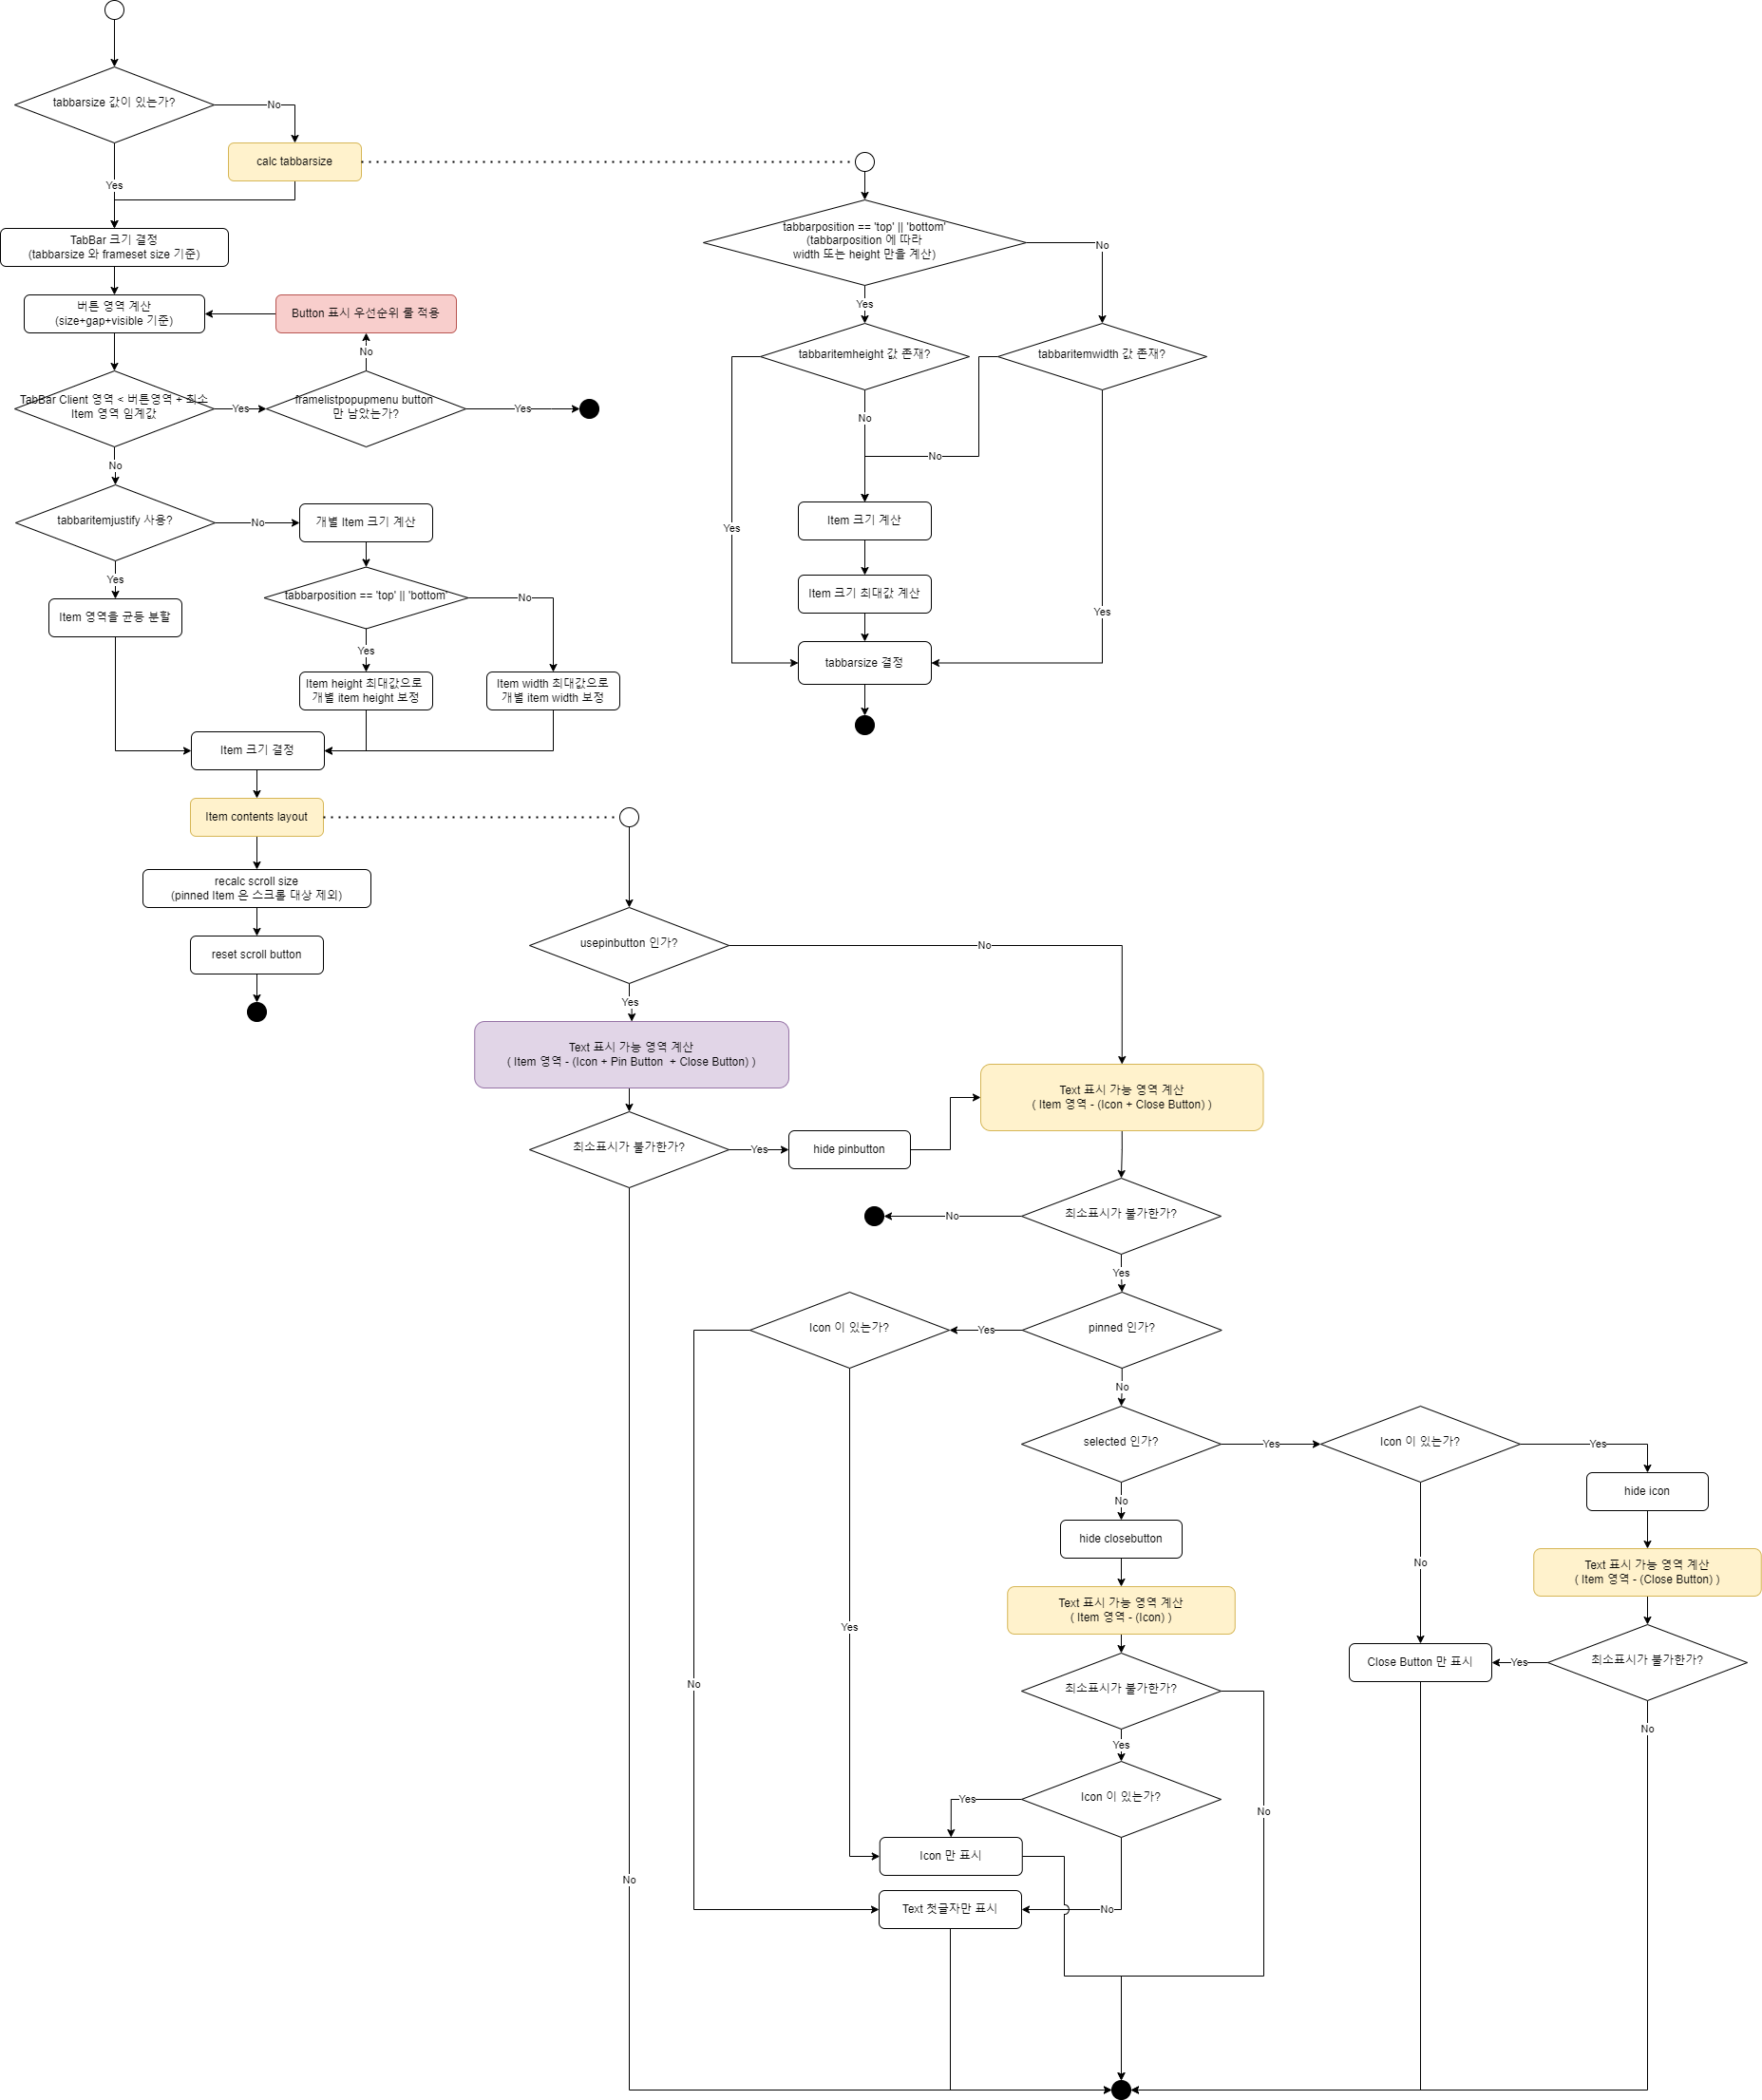 tabbarsize 값이 있는가?
No
calc tabbarsize
Yes
TabBar 크기 결정
(tabbarsize 와 frameset size 기준)
버튼 영역 계산
(size+gap+visible 기준)
Button 표시 우선순위 룰 적용
No
TabBar Client 영역 < 버튼영역 + 최소
Item 영역 임계값
Yes
framelistpopupmenu button
만 남았는가?
Yes
No
tabbaritemjustify 사용?
No
개별 Item 크기 계산
Yes
tabbarposition == 'top' || 'bottom'
No
Item 영역을 균등 분할
Yes
Item height 최대값으로
개별 item height 보정
Item width 최대값으로
개별 item width 보정
Item 크기 결정
Item contents layout
recalc scroll size
(pinned Item 은 스크롤 대상 제외)
reset scroll button
tabbarposition == 'top' || 'bottom'
(tabbarposition 에 따라
width 또는 height 만을 계산)
No
Yes
tabbaritemheight 값 존재?
tabbaritemwidth 값 존재?
No
No
Yes
Item 크기 계산
Item 크기 최대값 계산
Yes
tabbarsize 결정
usepinbutton 인가?
No
Yes
Text 표시 가능 영역 계산
( Item 영역 - (Icon + Pin Button + Close Button) )
Text 표시 가능 영역 계산
( Item 영역 - (Icon + Close Button) )
최소표시가 불가한가?
Yes
hide pinbutton
최소표시가 불가한가?
No
Yes
Icon 이 있는가?
Yes
pinned 인가?
No
selected 인가?
Yes
Icon 이 있는가?
Yes
hide icon
No
hide closebutton
No
Text 표시 가능 영역 계산
( Item 영역 - (Close Button) )
Text 표시 가능 영역 계산
( Item 영역 - (Icon) )
Yes
Close Button 만 표시
Yes
최소표시가 불가한가?
No
최소표시가 불가한가?
No
Yes
Icon 이 있는가?
Yes
No
Icon 만 표시
No
Text 첫글자만 표시
No